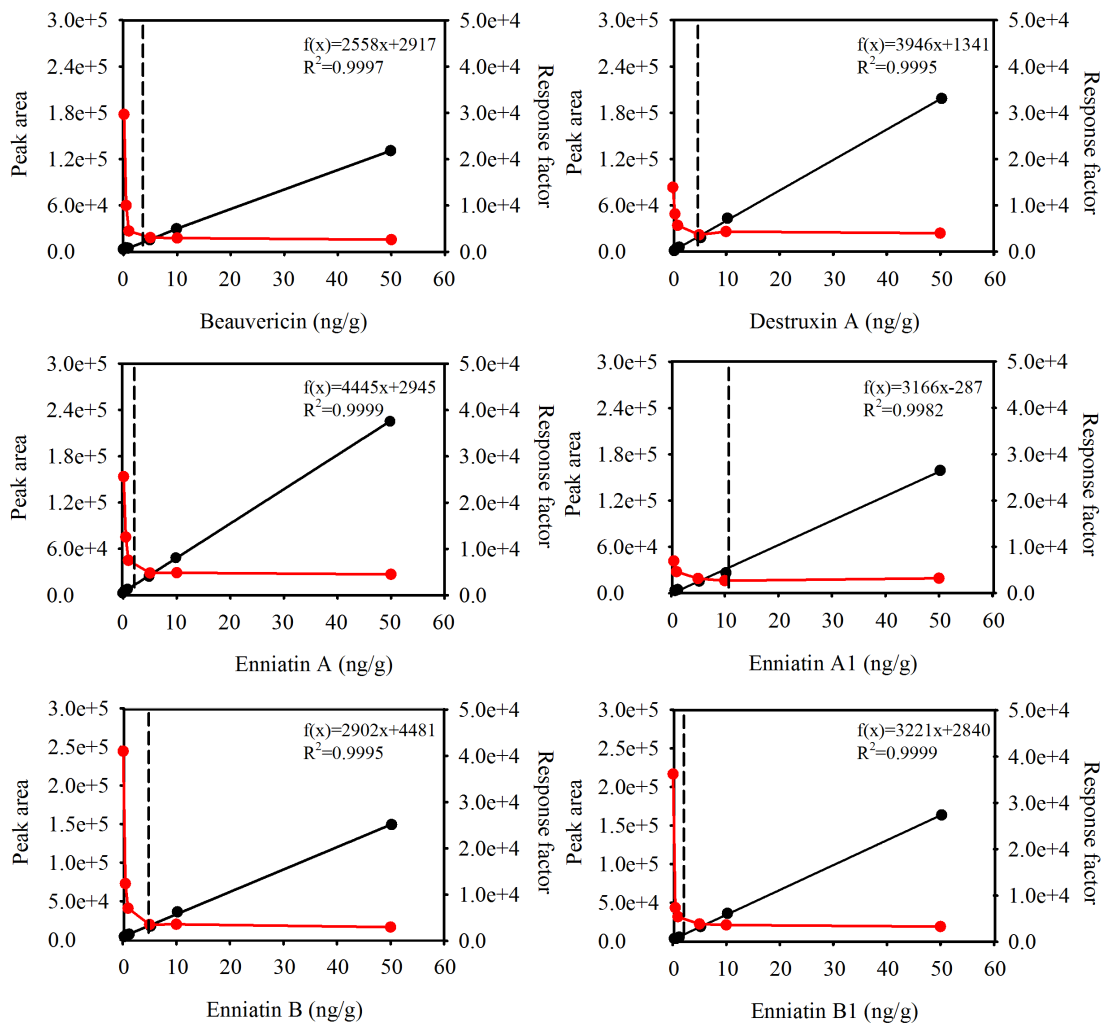 3.0e+5
2.4e+5
1.8e+5
1.2e+5
6.0e+4
0.0
Peak area
f(x)=2558x+2917
R²=0.9997
5.0e+4
4.0e+4
3.0e+4
2.0e+4
1.0e+4
0.0
Response factor
0 10 20 30 40 50 60
Beauvericin (ng/g)
3.0e+5
2.4e+5
1.8e+5
1.2e+5
6.0e+4
0.0
Peak area
f(x)=3946x+1341
R²=0.9995
5.0e+4
4.0e+4
3.0e+4
2.0e+4
1.0e+4
0.0
Response factor
0 10 20 30 40 50 60
Destruxin A (ng/g)
3.0e+5
2.4e+5
1.8e+5
1.2e+5
6.0e+4
0.0
Peak area
f(x)=4445x+2945
R²=0.9999
5.0e+4
4.0e+4
3.0e+4
2.0e+4
1.0e+4
0.0
Response factor
0 10 20 30 40 50 60
Enniatin A (ng/g)
3.0e+5
2.4e+5
1.8e+5
1.2e+5
6.0e+4
0.0
Peak area
f(x)=3166x-287
R²=0.9982
5.0e+4
4.0e+4
3.0e+4
2.0e+4
1.0e+4
0.0
Response factor
0 10 20 30 40 50 60
Enniatin A1 (ng/g)
3.0e+5
2.5e+5
2.0e+5
1.5e+5
1.0e+5
5.0e+4
0.0
Peak area
f(x)=2902x+4481
R²=0.9995
5.0e+4
4.0e+4
3.0e+4
2.0e+4
1.0e+4
0.0
Response factor
0 10 20 30 40 50 60
Enniatin B (ng/g)
3.0e+5
2.5e+5
2.0e+5
1.5e+5
1.0e+5
5.0e+4
0.0
Peak area
f(x)=3221x+2840
R²=0.9999
5.0e+4
4.0e+4
3.0e+4
2.0e+4
1.0e+4
0.0
Response factor
0 10 20 30 40 50 60
Enniatin B1 (ng/g)